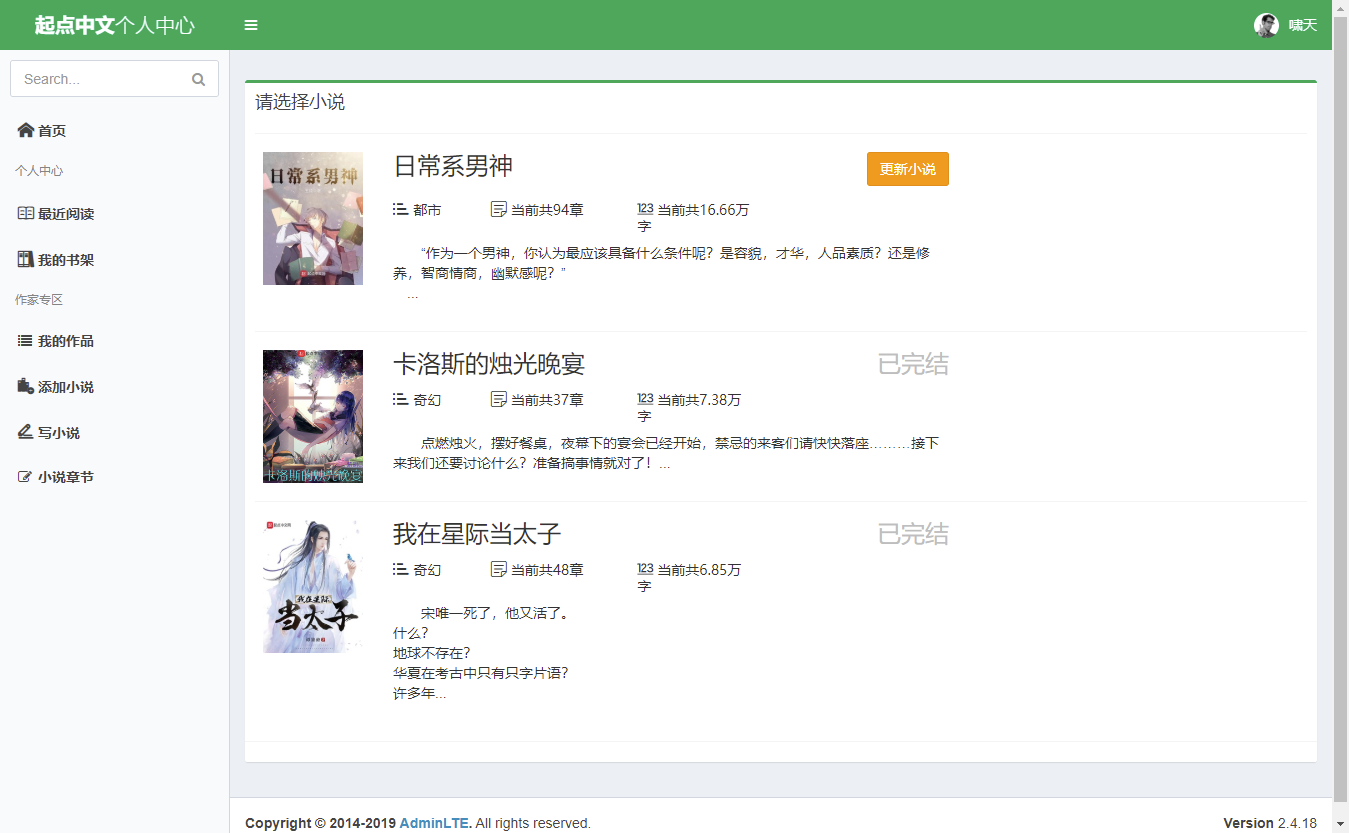 起点中文个人中心
啸天
Search...
首页
个人中心
最近阅读
我的书架
作家专区
我的作品
添加小说
写小说
小说章节
请选择小说
日常系男神
日常系男神
更新小说
都市
当前共94章
123 当前共16.66万
字
“作为一个男神，你认为最应该具备什么条件呢？是容貌，才华，人品素质？还是修
养，智商情商，幽默感呢？”
...
卡洛斯的烛光晚宴
卡洛斯的烛光晚宴
已完结
奇幻
当前共37章
123 当前共7.38万
字
点燃烛火，摆好餐桌，夜幕下的宴会已经开始，禁忌的来客们请快快落座………接下
来我们还要讨论什么？准备搞事情就对了！...
我在星际
当太子
我在星际当太子
已完结
奇幻
当前共48章
123 当前共6.85万
字
宋唯一死了，他又活了。
什么？
地球不存在？
华夏在考古中只有只字片语？
许多年...
Copyright © 2014-2019 AdminLTE. All rights reserved.
Version 2.4.18